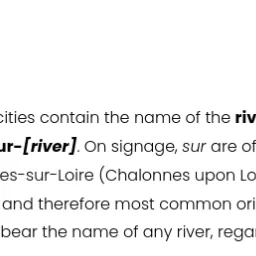 cities contain the name of the riv
ur-[river]. On signage, sur are of
es-sur-Loire (Chalonnes upon Lo
and therefore most common ori
bear the name of any river, rega